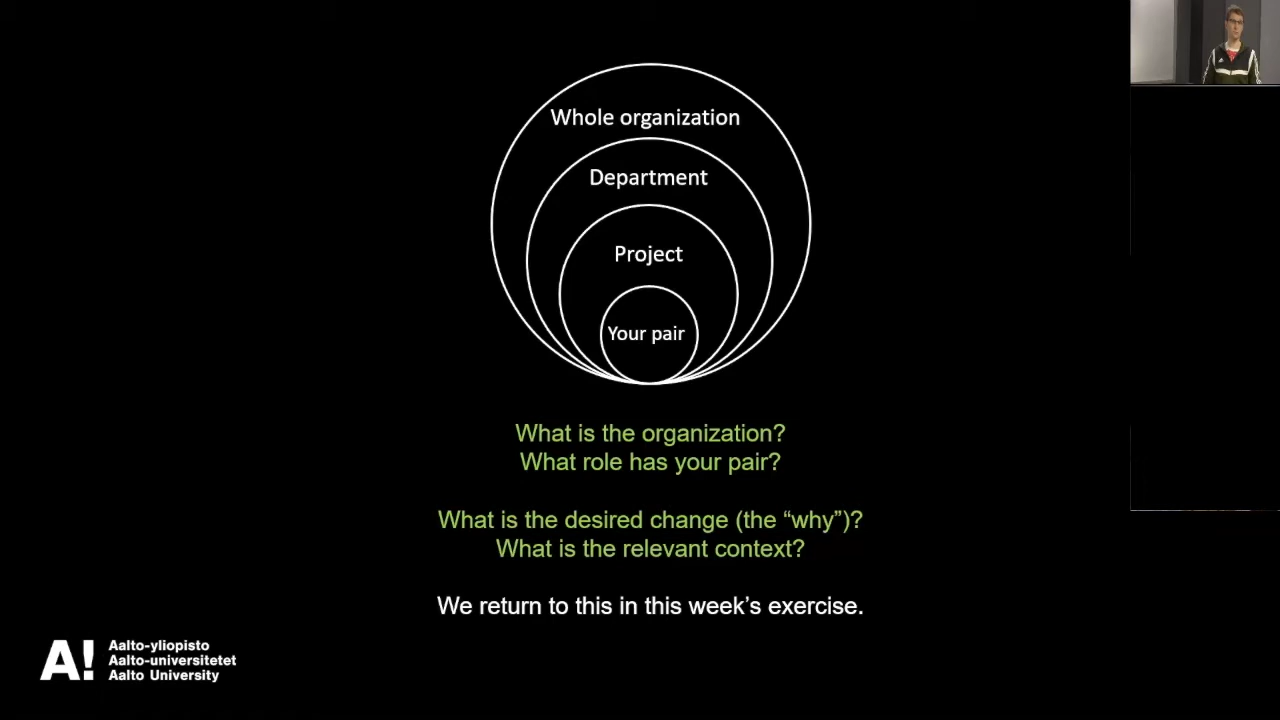 Whole organization
Department
Project
Your pair
What is the organization?
What role has your pair?
What is the desired change (the “why”)?
What is the relevant context?
We return to this in this week’s exercise.
A!
Aalto-yliopisto
Aalto-universitetet
Aalto University